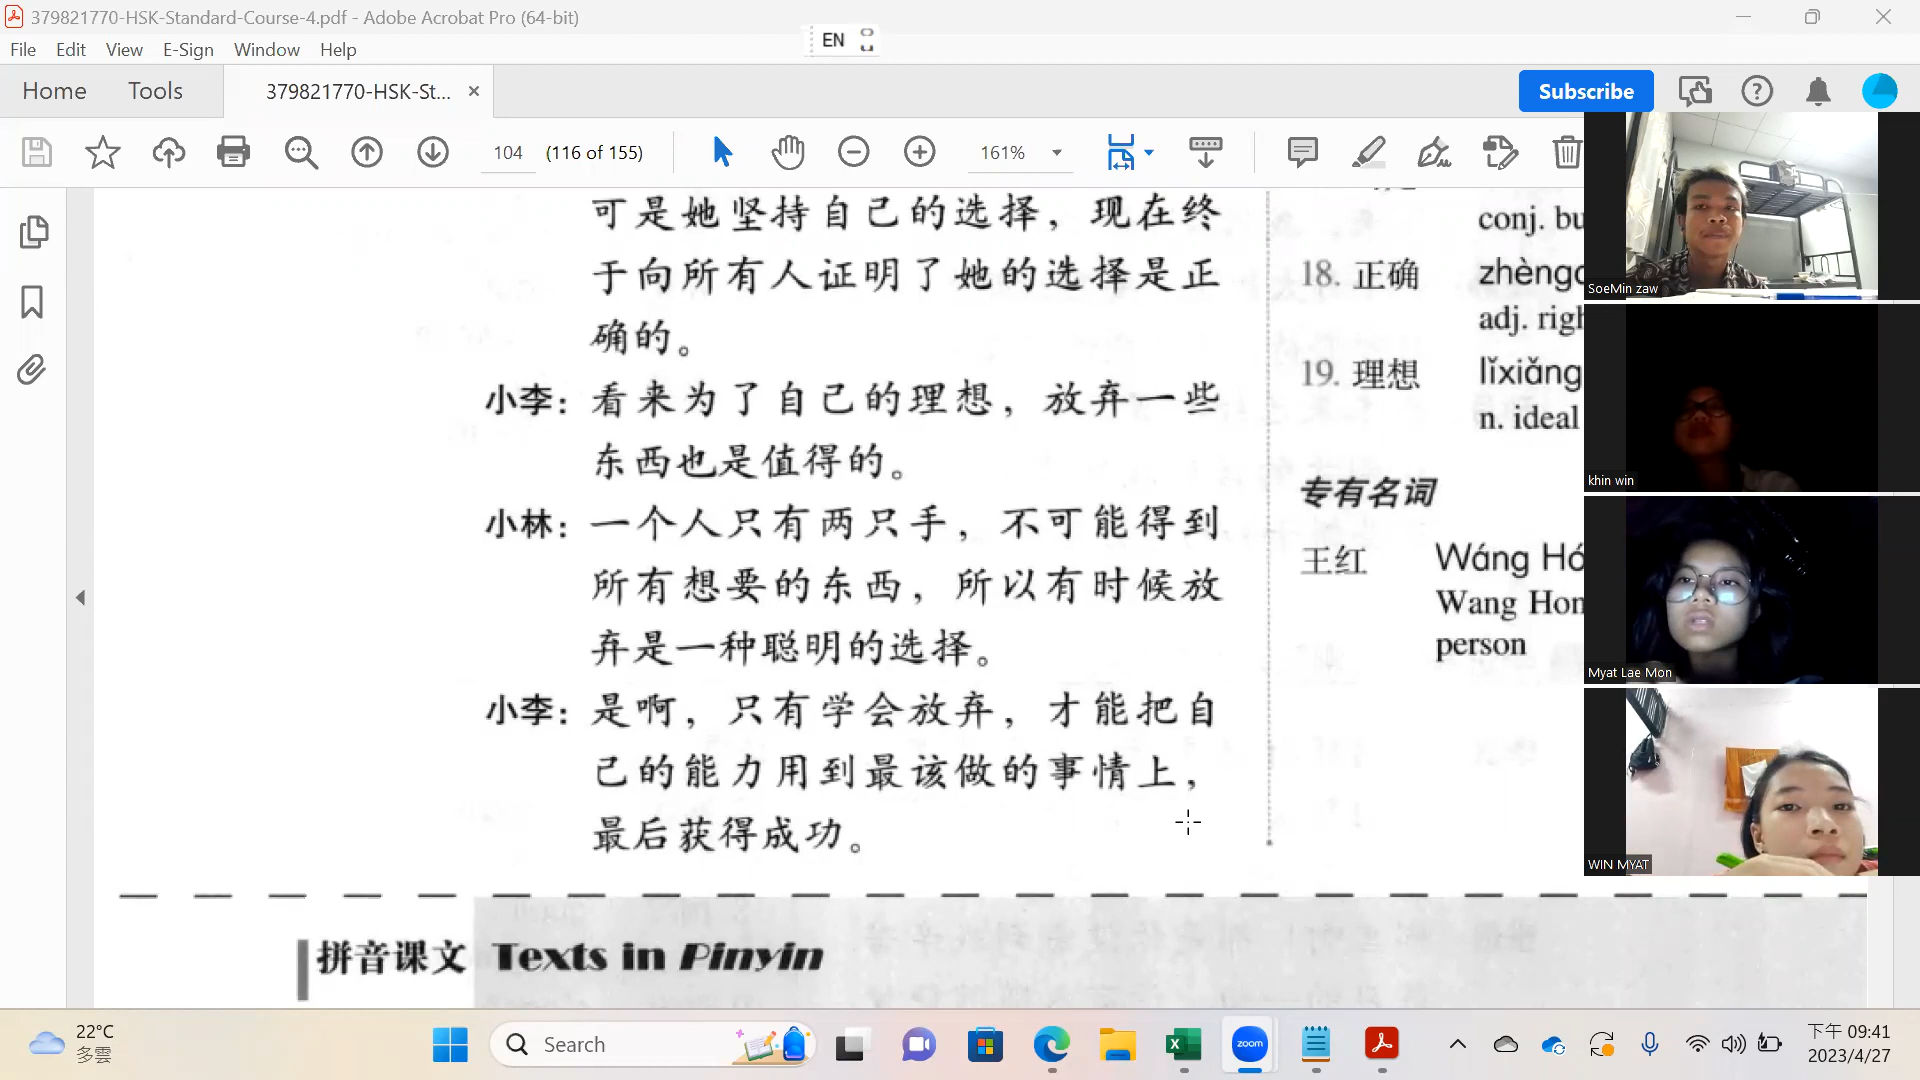 379821770-HSK-Standard-Course-4.pdf - Adobe Acrobat Pro (64-bit)
File Edit View E-Sign Window Help
EN
Home Tools 379821770-HSK-St... ×
Subscribe
104 (116 of 155)
161%
可是她坚持自己的选择，现在终
于向所有人证明了她的选择是正
确的。
小李：看来为了自己的理想，放弃一些
东西也是值得的。
小林：一个人只有两只手，不可能得到
所有想要的东西，所以有时候放
弃是一种聪明的选择。
小李：是啊，只有学会放弃，才能把自
己的能力用到最该做的事情上，
最后获得成功。
conj. bu
18. 正确 zhèngq
adj. righ
19. 理想 lǐxiǎng
n. ideal
专有名词
王红 Wáng Hó
Wang Hon
person
SoeMin zaw
khin win
Myat Lae Mon
WIN MYAT
拼音课文 Texts in Pinyin
22°C
多雲
Search
zoom
下午 09:41
2023/4/27